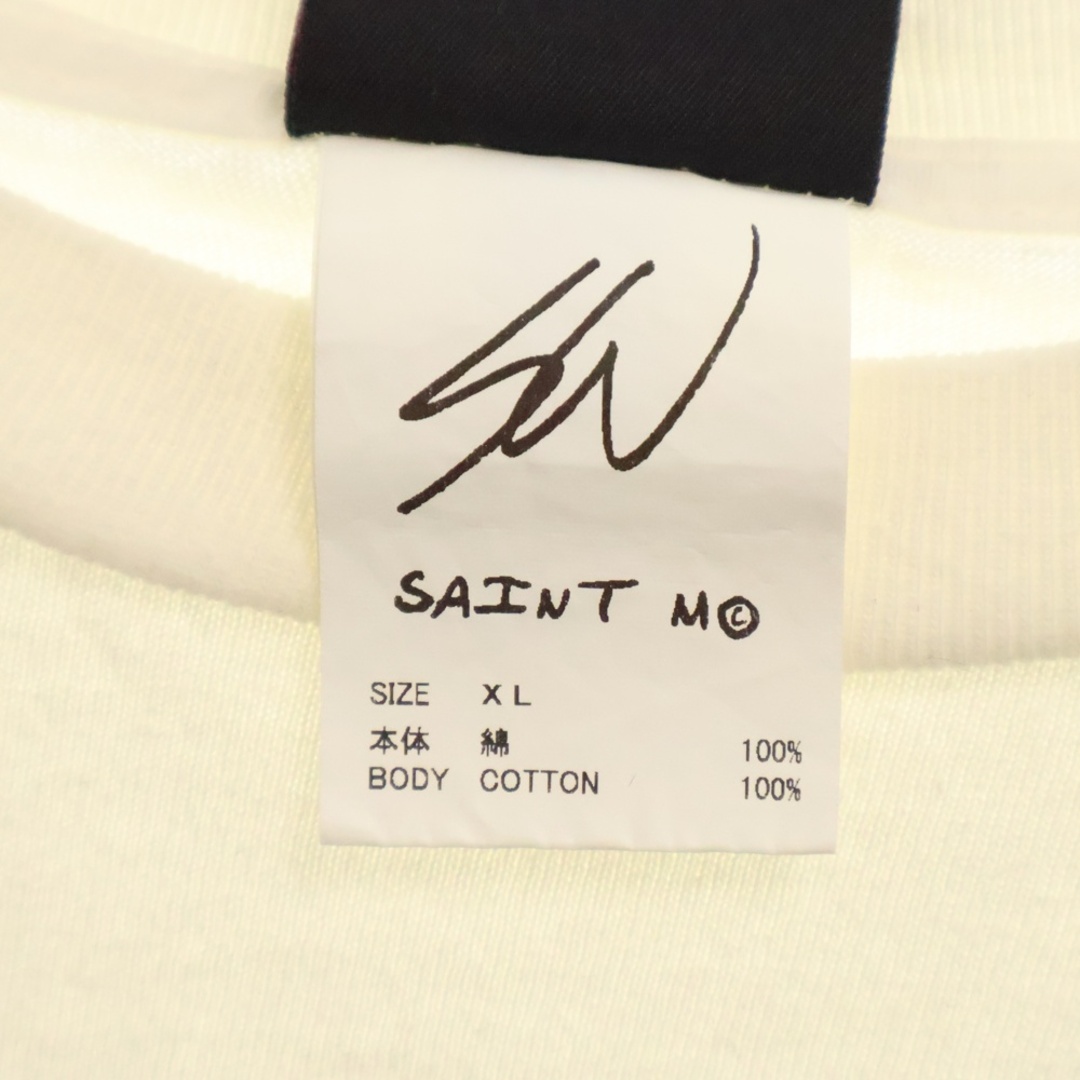 SAINT M©
SIZE XL
本体 綿 100%
BODY COTTON 100%